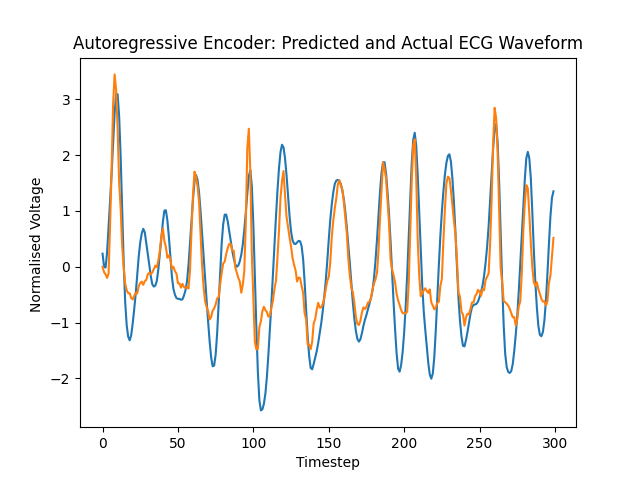 Autoregressive Encoder: Predicted and Actual ECG Waveform
3
2
1
0
−1
−2
Normalised Voltage
0 50 100 150 200 250 300
Timestep